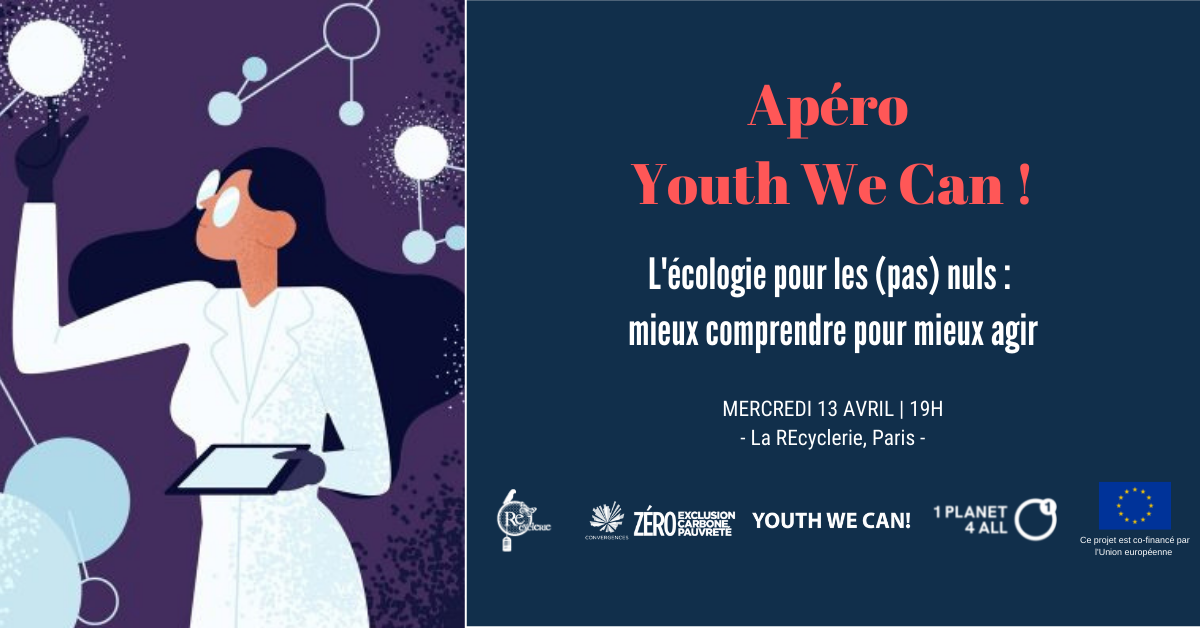 Apéro
Youth We Can !
L'écologie pour les (pas) nuls :
mieux comprendre pour mieux agir
MERCREDI 13 AVRIL | 19H
- La REcyclerie, Paris -
REcyclerie
CONVERGENCES
ZÉRO EXCLUSION
CARBONE
PAUVRETÉ
YOUTH WE CAN!
1 PLANET
4 ALL
Ce projet est co-financé par
l'Union européenne